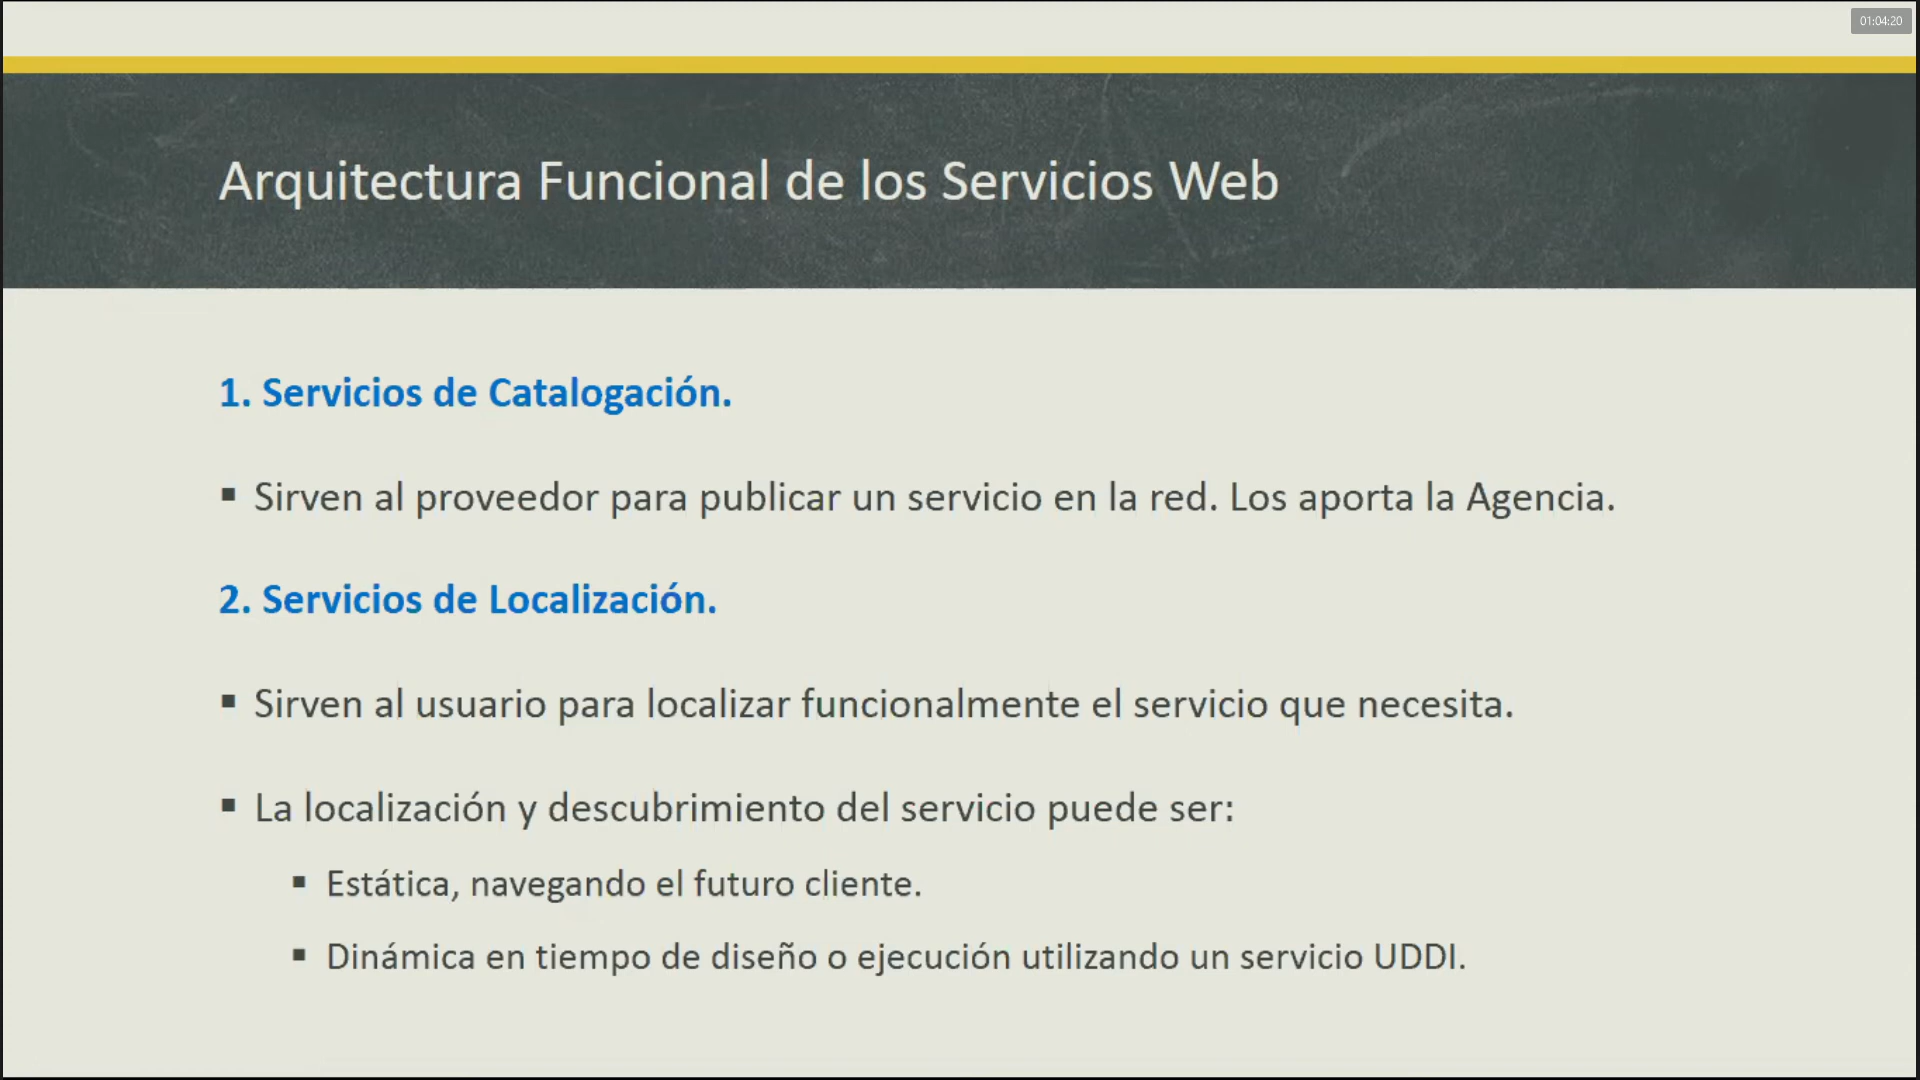 01:04:20
Arquitectura Funcional de los Servicios Web
1. Servicios de Catalogación.
▪ Sirven al proveedor para publicar un servicio en la red. Los aporta la Agencia.
2. Servicios de Localización.
▪ Sirven al usuario para localizar funcionalmente el servicio que necesita.
▪ La localización y descubrimiento del servicio puede ser:
▪ Estática, navegando el futuro cliente.
▪ Dinámica en tiempo de diseño o ejecución utilizando un servicio UDDI.